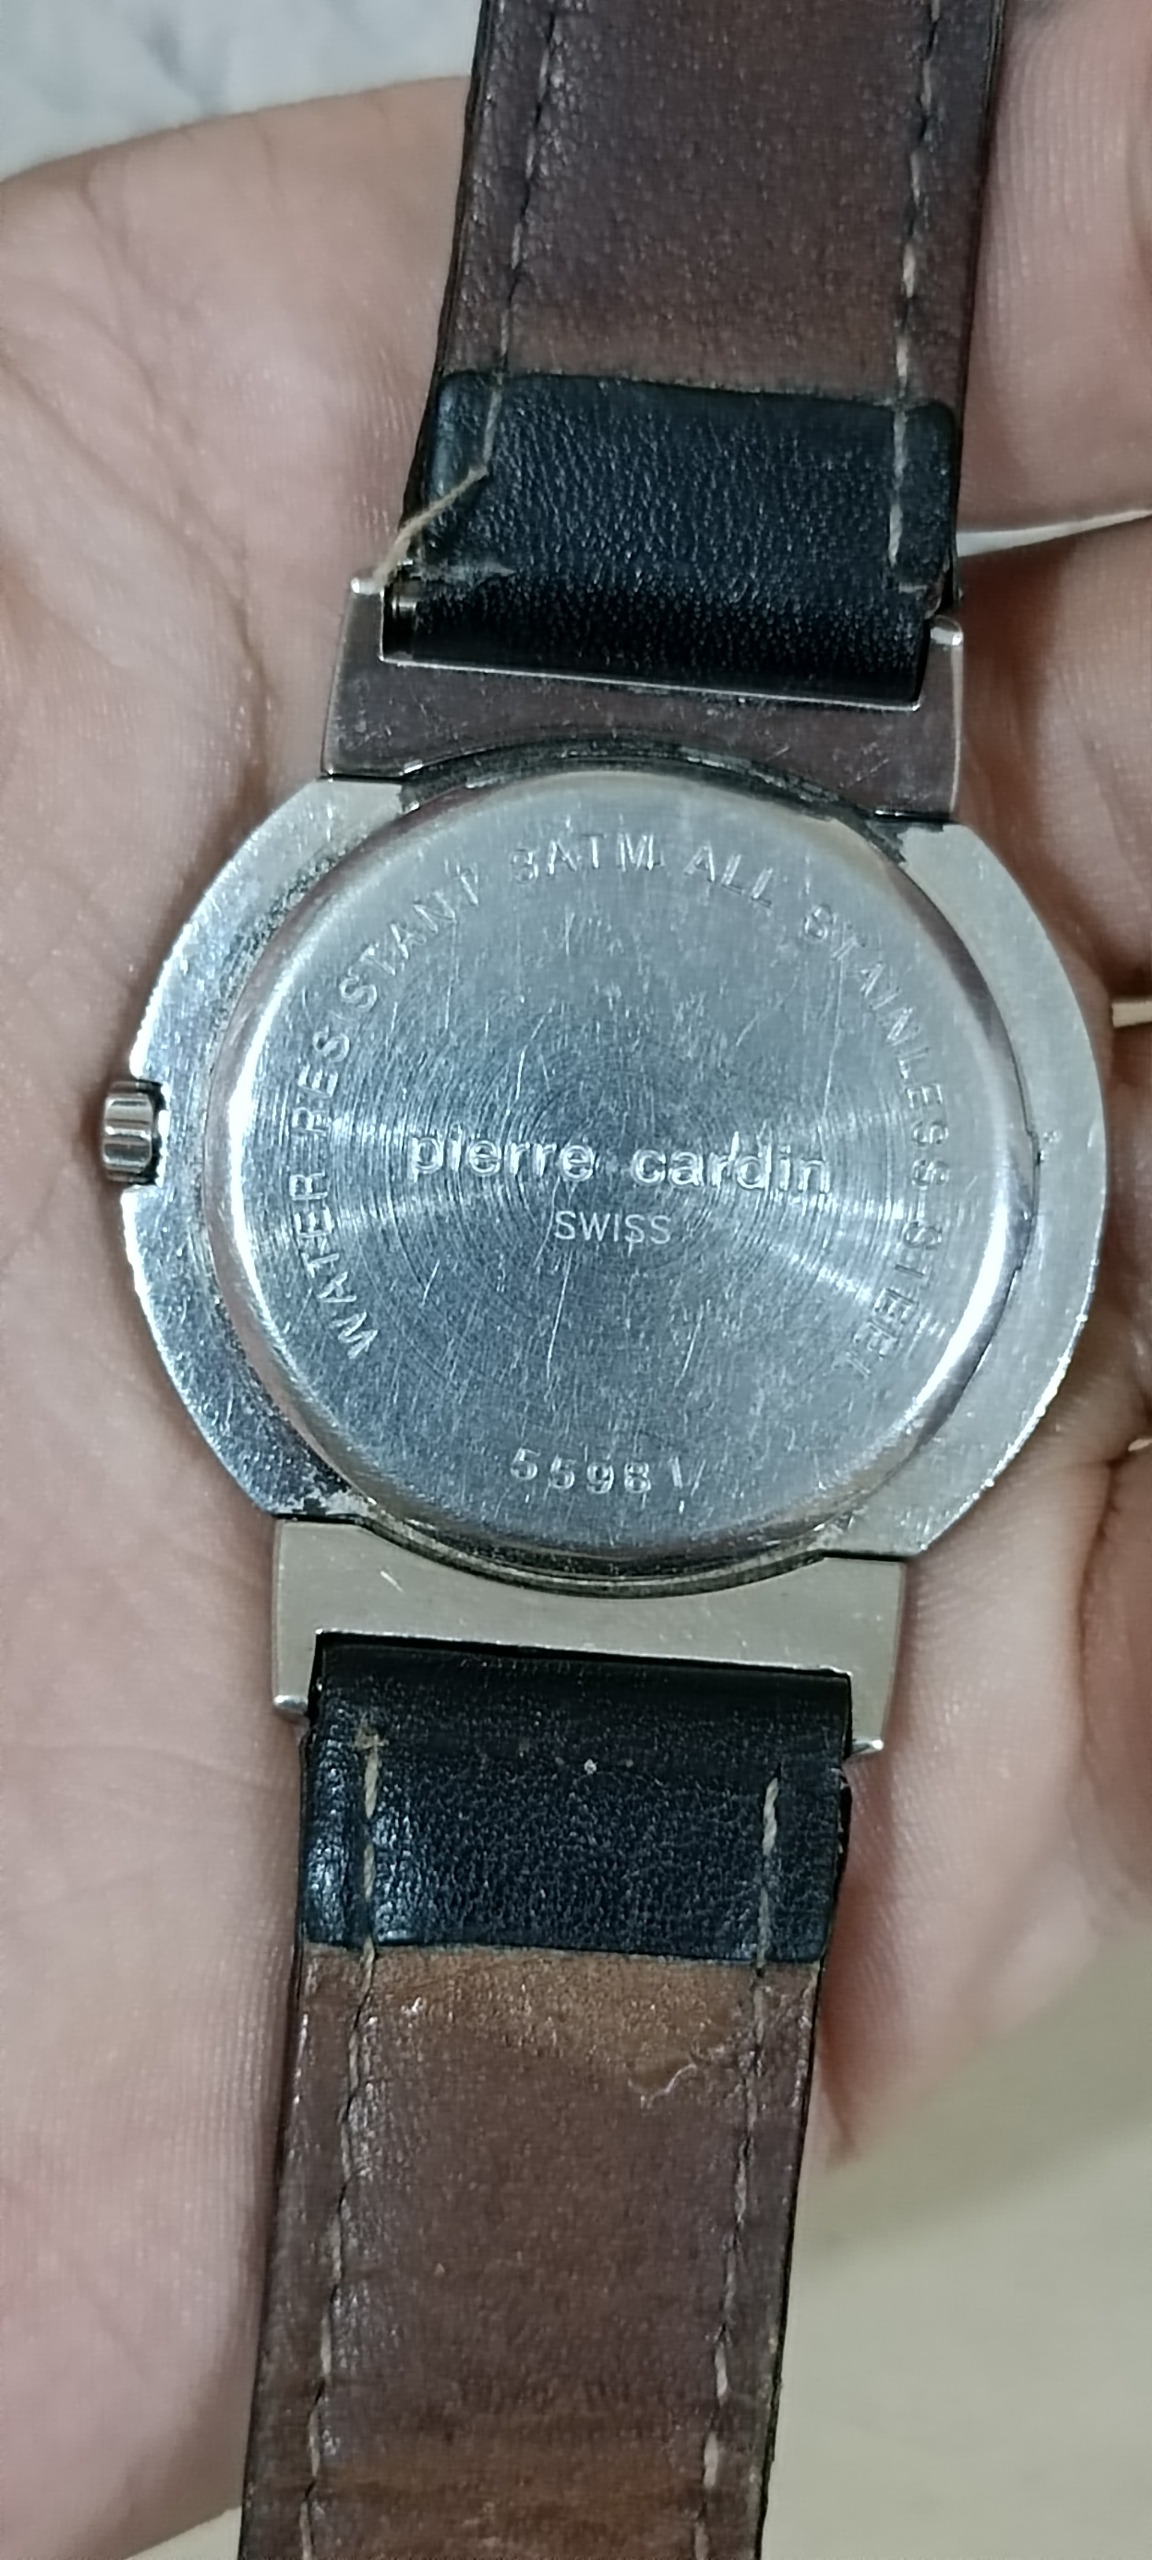 WATER RESISTANT 3ATM. ALL STAINLESS-STEEL
pierre cardin
SWISS
5598 V